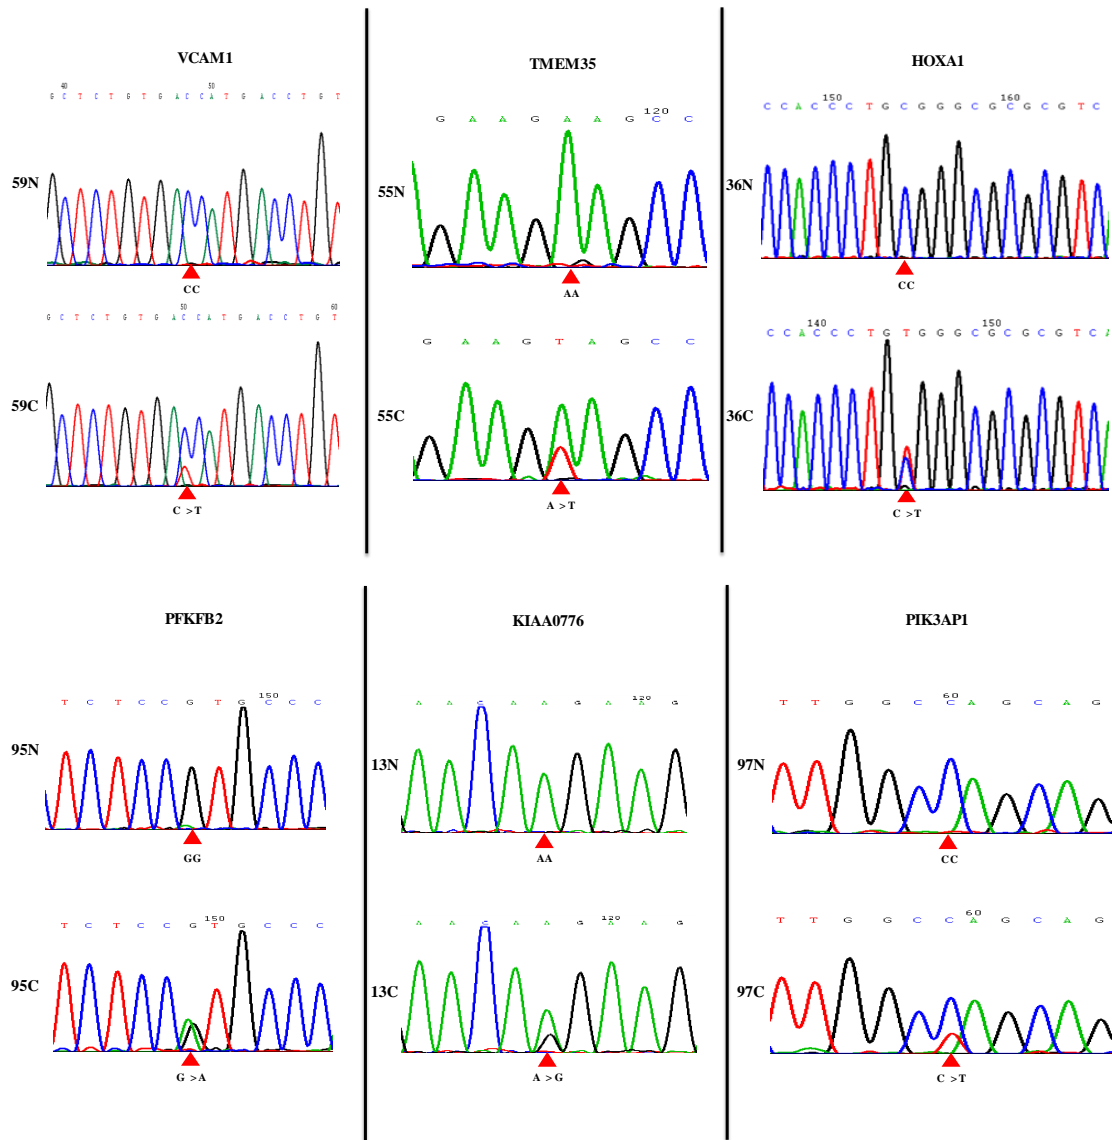 VCAM1
40 50
G C T C T G T G A C C A T G A C C T G T
59N
CC
50 60
G C T C T G T G A C C A T G A C C T G T
59C
C >T
TMEM35
120
G A A G A A G C C
55N
AA
G A A G T A G C C
55C
A >T
HOXA1
150 160
C C A C C C T G C G G G C G C G C G T C
36N
CC
140 150
C C A C C C T G T G G G C G C G C G T C A
36C
C >T
PFKFB2
150
T C T C C G T G C C C
95N
GG
150
T C T C C G T G C C C
95C
G >A
KIAA0776
120
A A C A A G A A G
13N
AA
120
A A C A A G A A G
13C
A >G
PIK3AP1
60
T T G G C C A G C A G
97N
CC
60
T T G G C C A G C A G
97C
C >T